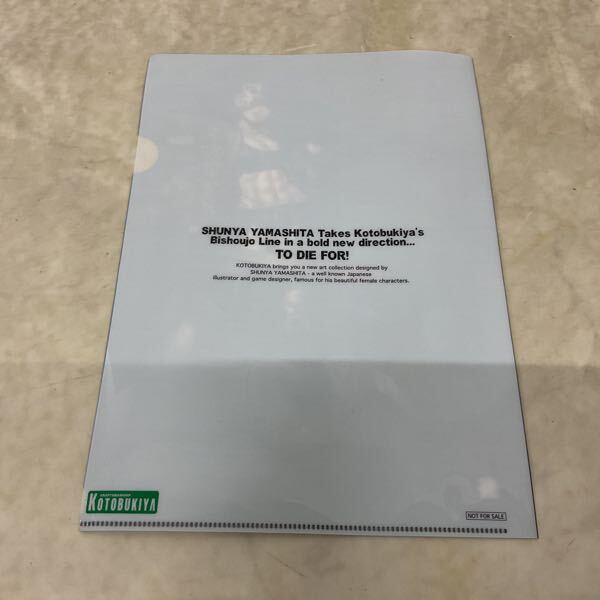 SHUNYA YAMASHITA Takes Kotobukiya's
Bishoujo Line in a bold new direction...
TO DIE FOR!
KOTOBUKIYA brings you a new art collection designed by
SHUNYA YAMASHITA - a well known Japanese
illustrator and game designer, famous for his beautiful female characters.
KOTOBUKIYA
NOT FOR SALE